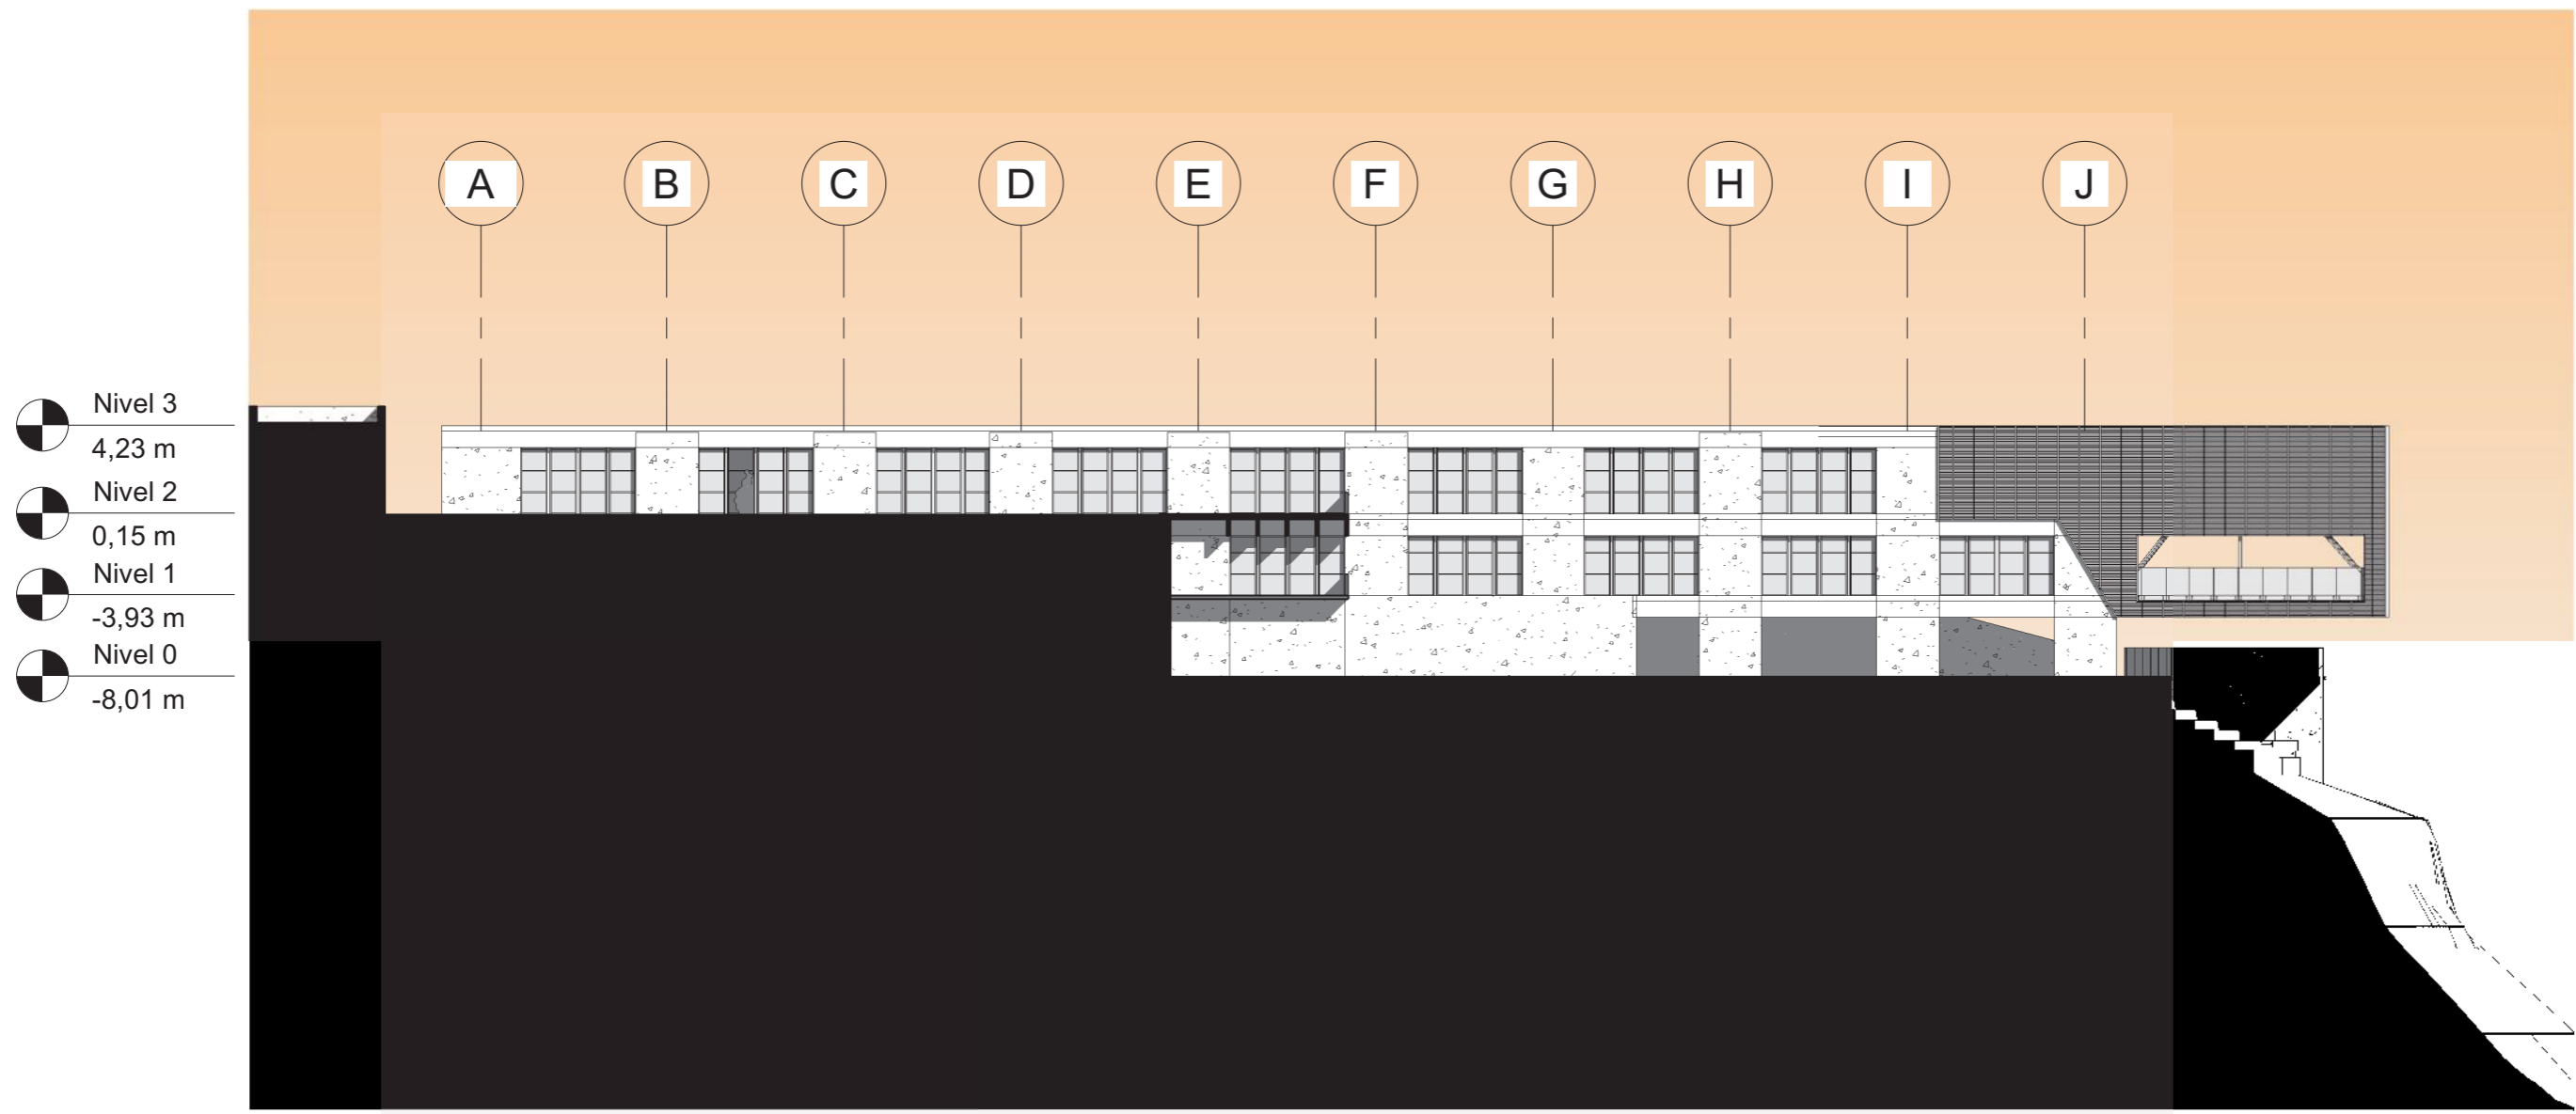 A B C D E F G H I J
Nivel 3
4,23 m
Nivel 2
0,15 m
Nivel 1
-3,93 m
Nivel 0
-8,01 m